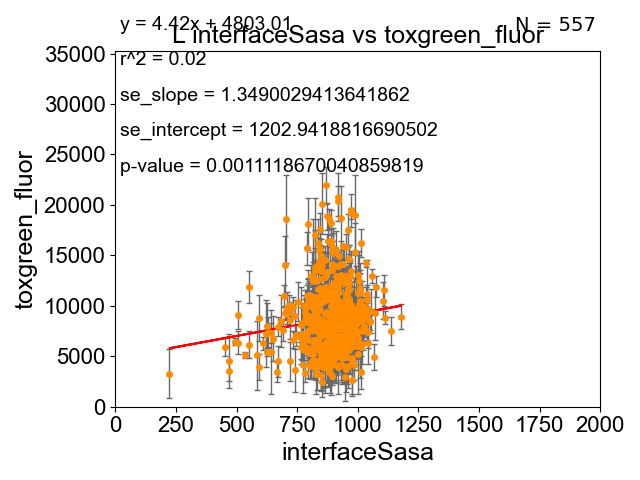 y = 4.42x + 4803.01
N = 557
L interfaceSasa vs toxgreen_fluor
r^2 = 0.02
se_slope = 1.3490029413641862
se_intercept = 1202.9418816690502
p-value = 0.0011118670040859819
35000
30000
25000
20000
15000
10000
5000
0
toxgreen_fluor
0 250 500 750 1000 1250 1500 1750 2000
interfaceSasa